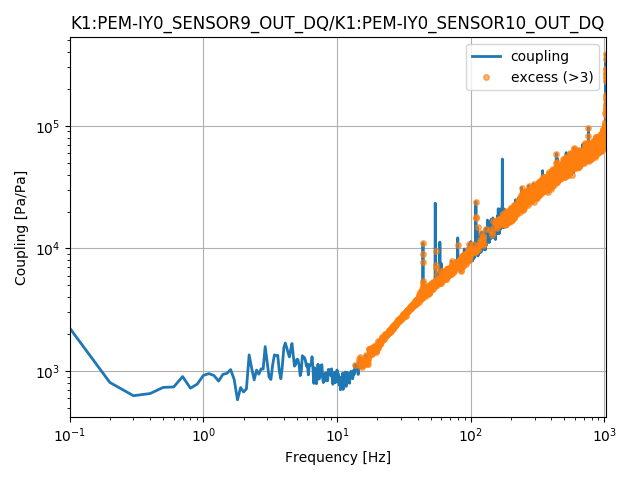 K1:PEM-IY0_SENSOR9_OUT_DQ/K1:PEM-IY0_SENSOR10_OUT_DQ
coupling
excess (>3)
10^5
10^4
10^3
Coupling [Pa/Pa]
10^−1
10^0
10^1
10^2
10^3
Frequency [Hz]